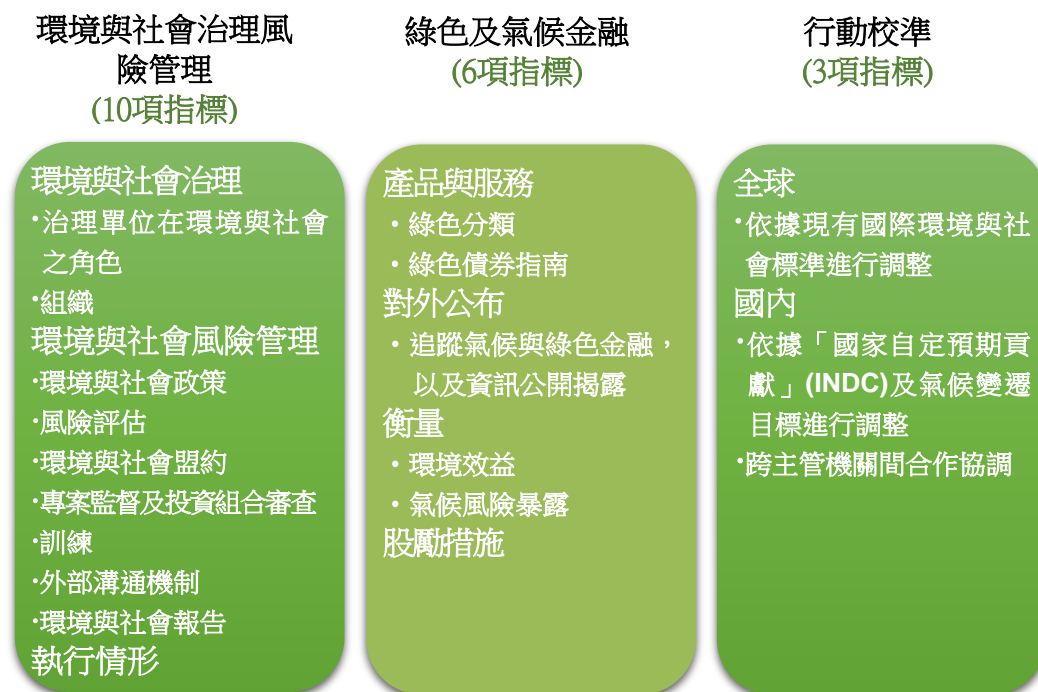 環境與社會治理風
險管理
(10項指標)
環境與社會治理
·治理單位在環境與社會
之角色
·組織
環境與社會風險管理
·環境與社會政策
·風險評估
·環境與社會盟約
·專案監督及投資組合審查
·訓練
·外部溝通機制
·環境與社會報告
執行情形
綠色及氣候金融
(6項指標)
產品與服務
·綠色分類
·綠色債券指南
對外公布
·追蹤氣候與綠色金融，
以及資訊公開揭露
衡量
·環境效益
·氣候風險暴露
股勵措施
行動校準
(3項指標)
全球
·依據現有國際環境與社
會標準進行調整
國內
·依據「國家自定預期貢
獻」(INDC)及氣候變遷
目標進行調整
·跨主管機關間合作協調